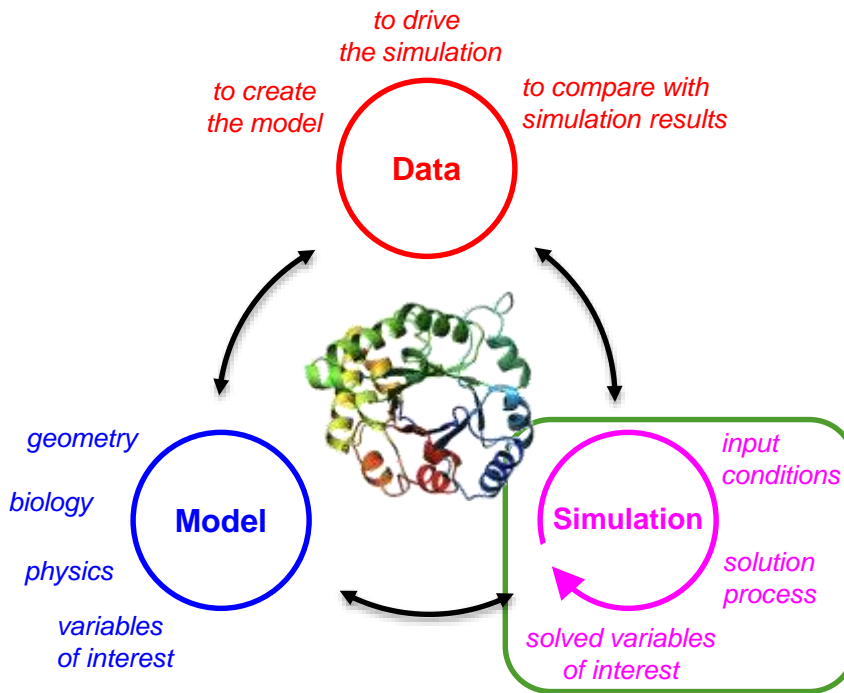 to drive
the simulation
to create
the model
to compare with
simulation results
Data
geometry
biology
physics
variables
of interest
Model
Simulation
input
conditions
solution
process
solved variables
of interest